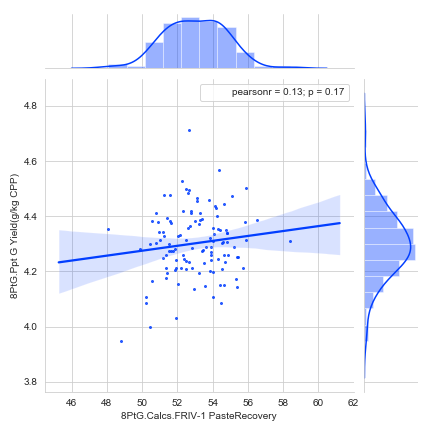 pearsonr = 0.13; p = 0.17
4.8
4.6
4.4
4.2
4.0
3.8
8PtG.Ppt G Yield(g/kg CPP)
46 48 50 52 54 56 58 60 62
8PtG.Calcs.FRIV-1 PasteRecovery